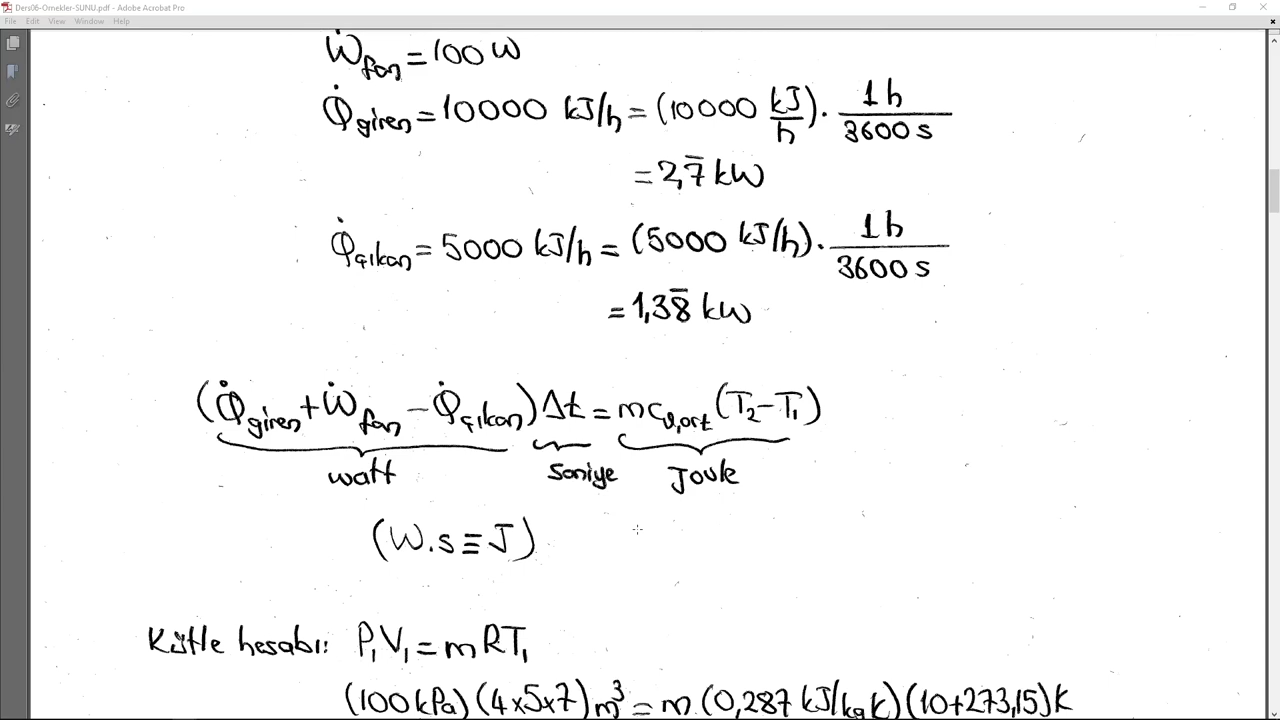 Ders06-Ornekler-SUNU.pdf - Adobe Acrobat Pro
File Edit View Window Help
Ẇfan = 100 W
Q̇giren = 10000 kJ/h = (10000 kJ/h) · 1h/3600 s
= 2,7̅ kW
Q̇çıkan = 5000 kJ/h = (5000 kJ/h) · 1h/3600 s
= 1,38̅ kW
(Q̇giren + Ẇfan − Q̇çıkan) Δt = mcv,ort (T₂ − T₁)
watt saniye Joule
(W.s ≡ J)
Kütle hesabı: P₁V₁ = mRT₁
(100 kPa) (4x5x7) m³ = m (0,287 kJ/kgK) (10+273,15) K